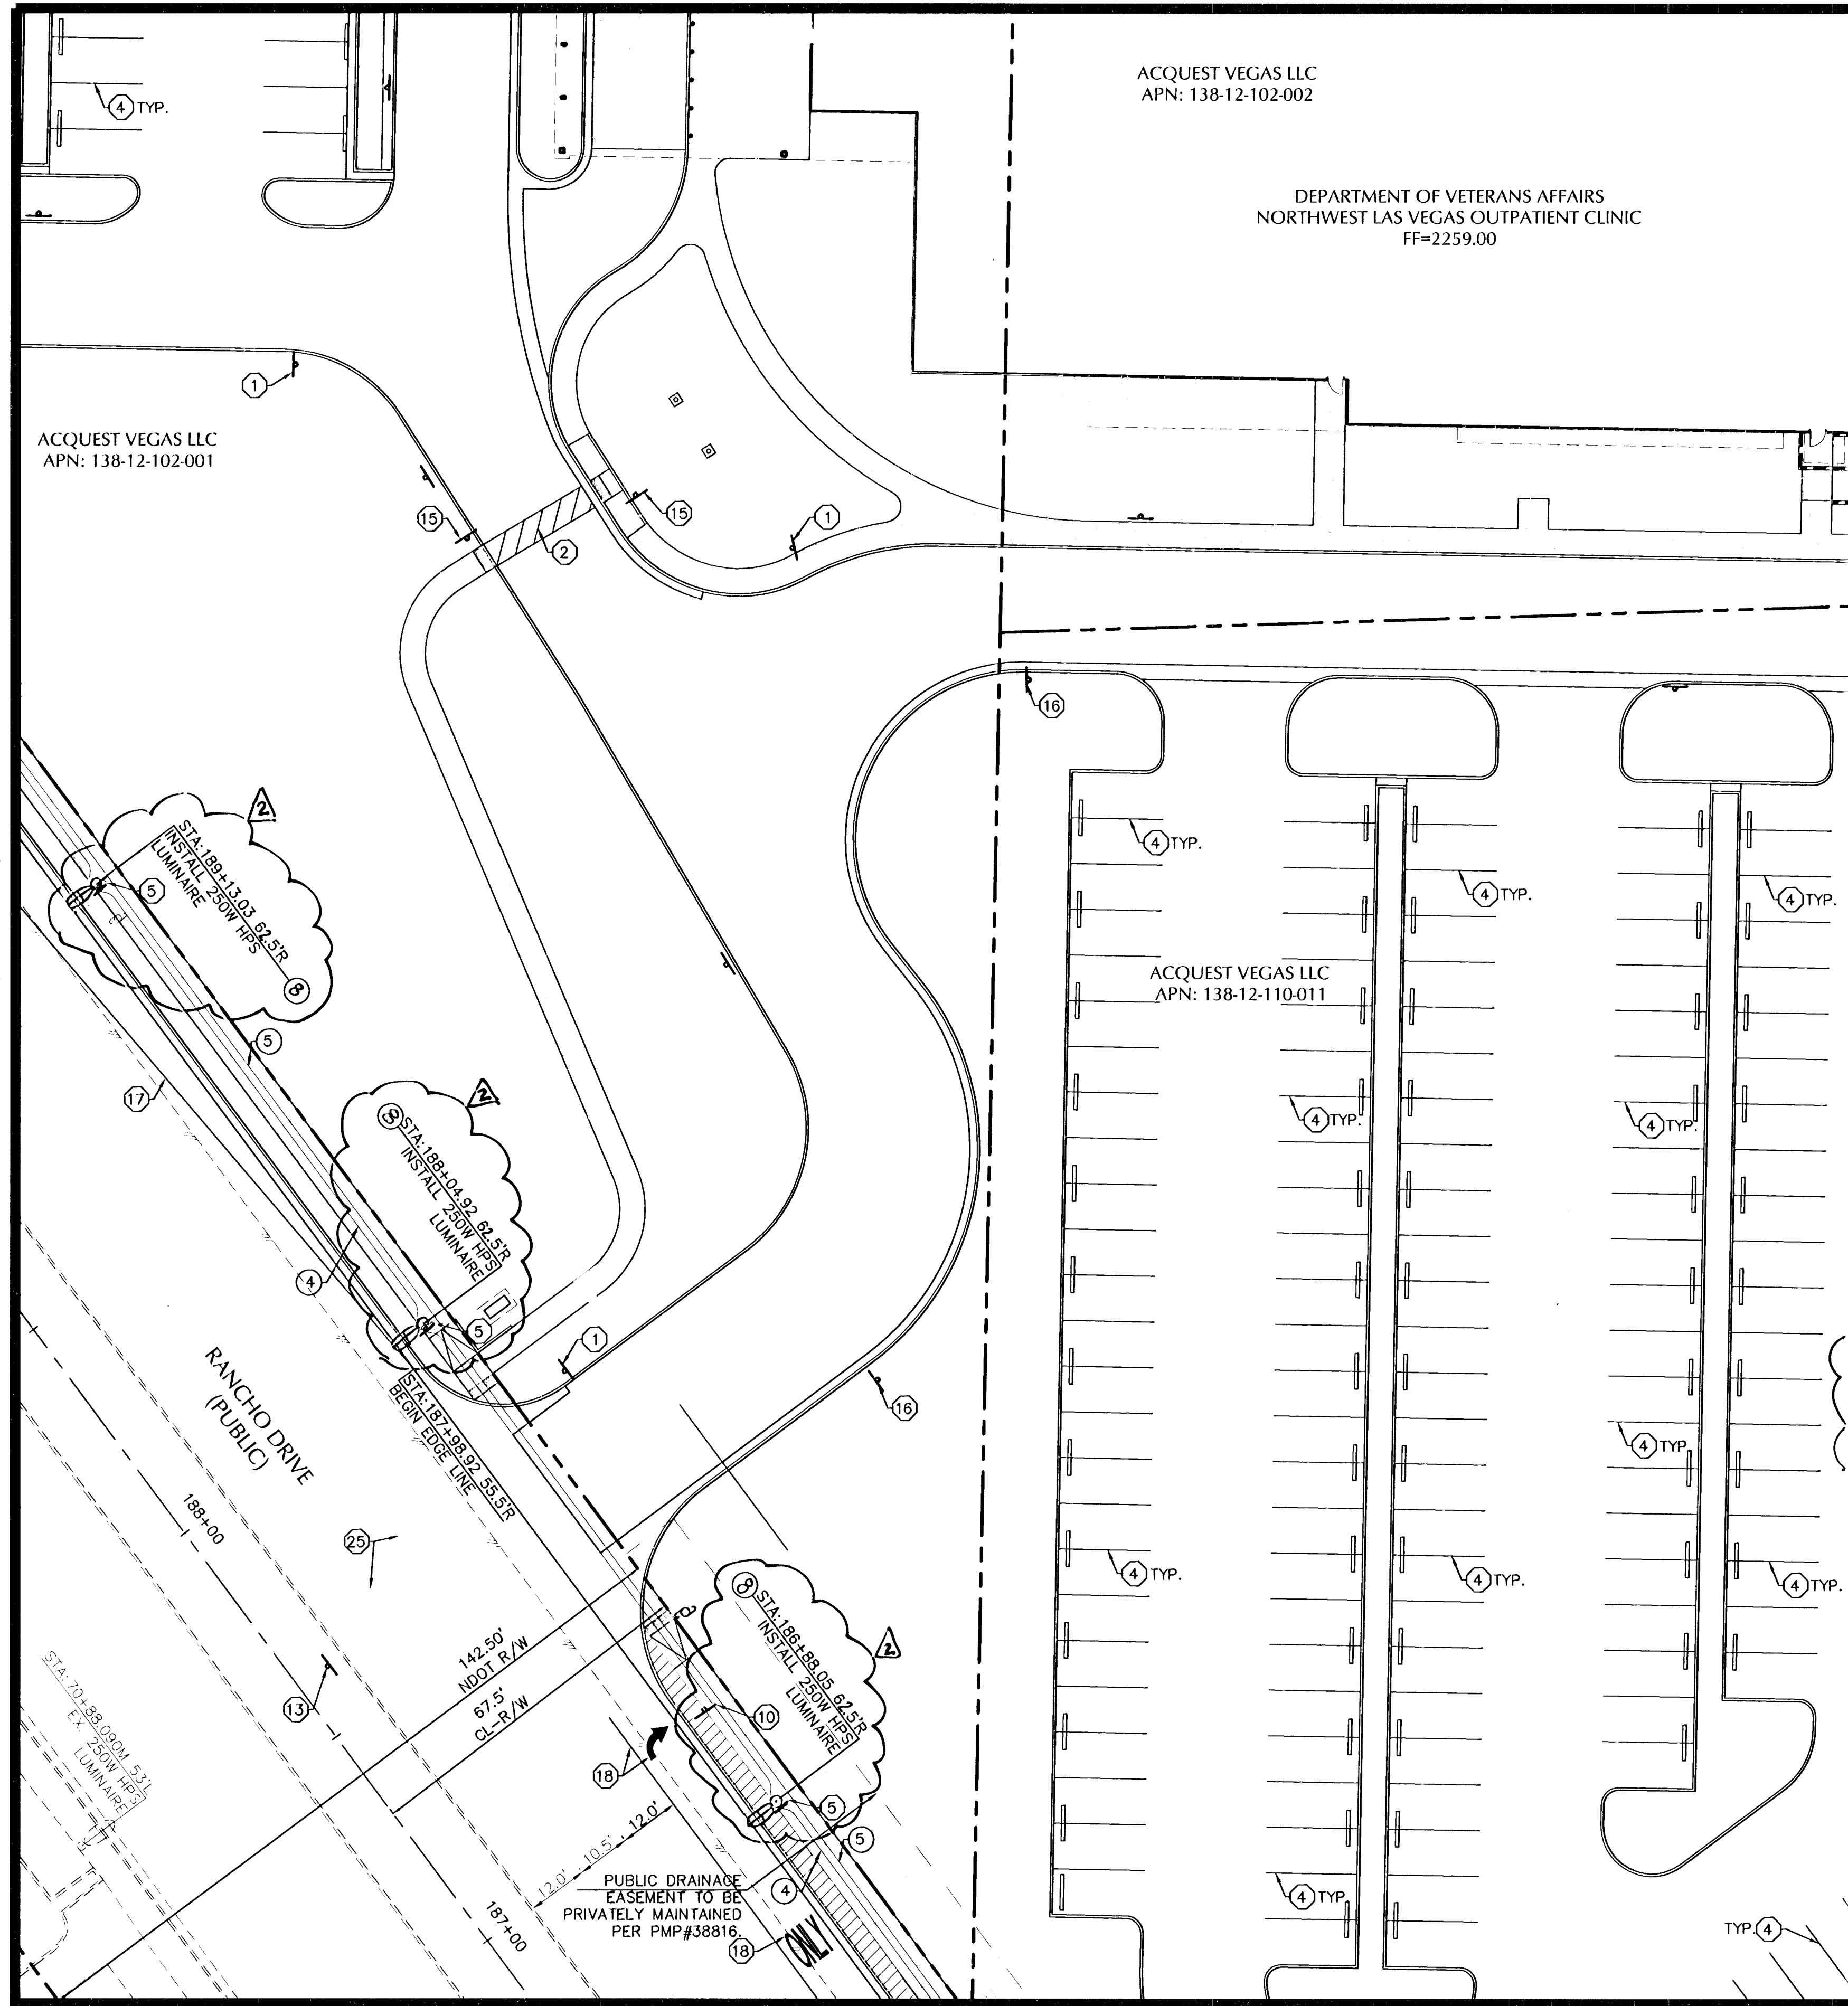 4 TYP.
ACQUEST VEGAS LLC
APN: 138-12-102-002
DEPARTMENT OF VETERANS AFFAIRS
NORTHWEST LAS VEGAS OUTPATIENT CLINIC
FF=2259.00
1
ACQUEST VEGAS LLC
APN: 138-12-102-001
15
15
1
2
16
2
STA:189+13.03 62.5'R
INSTALL 250W HPS
LUMINAIRE
8
5
4 TYP.
4 TYP.
4 TYP.
ACQUEST VEGAS LLC
APN: 138-12-110-011
5
17
2
8
STA:188+04.92 62.5'R
INSTALL 250W HPS
LUMINAIRE
4 TYP.
4 TYP.
4
5
1
16
STA:187+98.92 55.5'R
BEGIN EDGE LINE
RANCHO DRIVE
(PUBLIC)
4 TYP
188+00
25
4 TYP.
4 TYP.
4 TYP.
8
STA:186+88.05 62.5'R
INSTALL 250W HPS
LUMINAIRE
2
142.50'
NDOT R/W
67.5'
CL-R/W
13
10
18
STA:70+88.090M 53'L
EX. 250W HPS
LUMINAIRE
5
5
12.0' 10.5' 12.0'
4
PUBLIC DRAINAGE
EASEMENT TO BE
PRIVATELY MAINTAINED
PER PMP#38816.
4 TYP
187+00
18
ONLY
TYP. 4